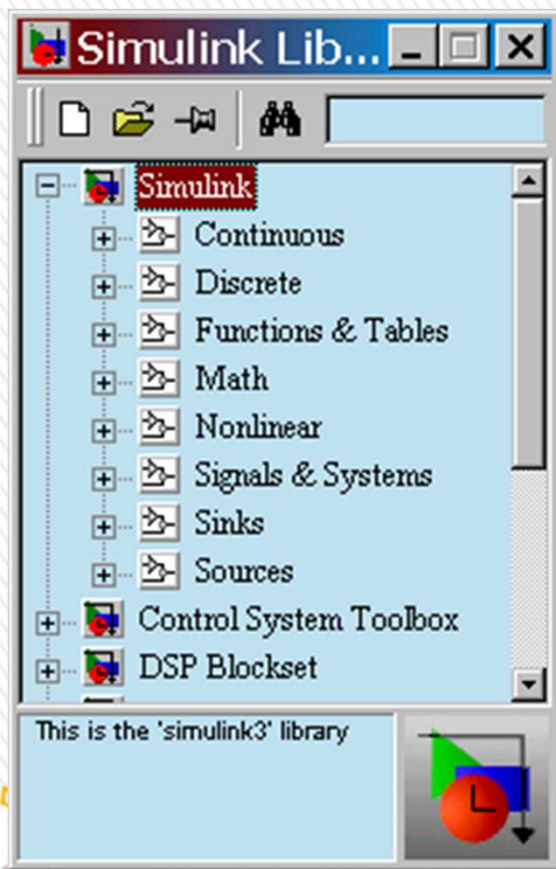 Simulink Lib...
Simulink
Continuous
Discrete
Functions & Tables
Math
Nonlinear
Signals & Systems
Sinks
Sources
Control System Toolbox
DSP Blockset
This is the 'simulink3' library